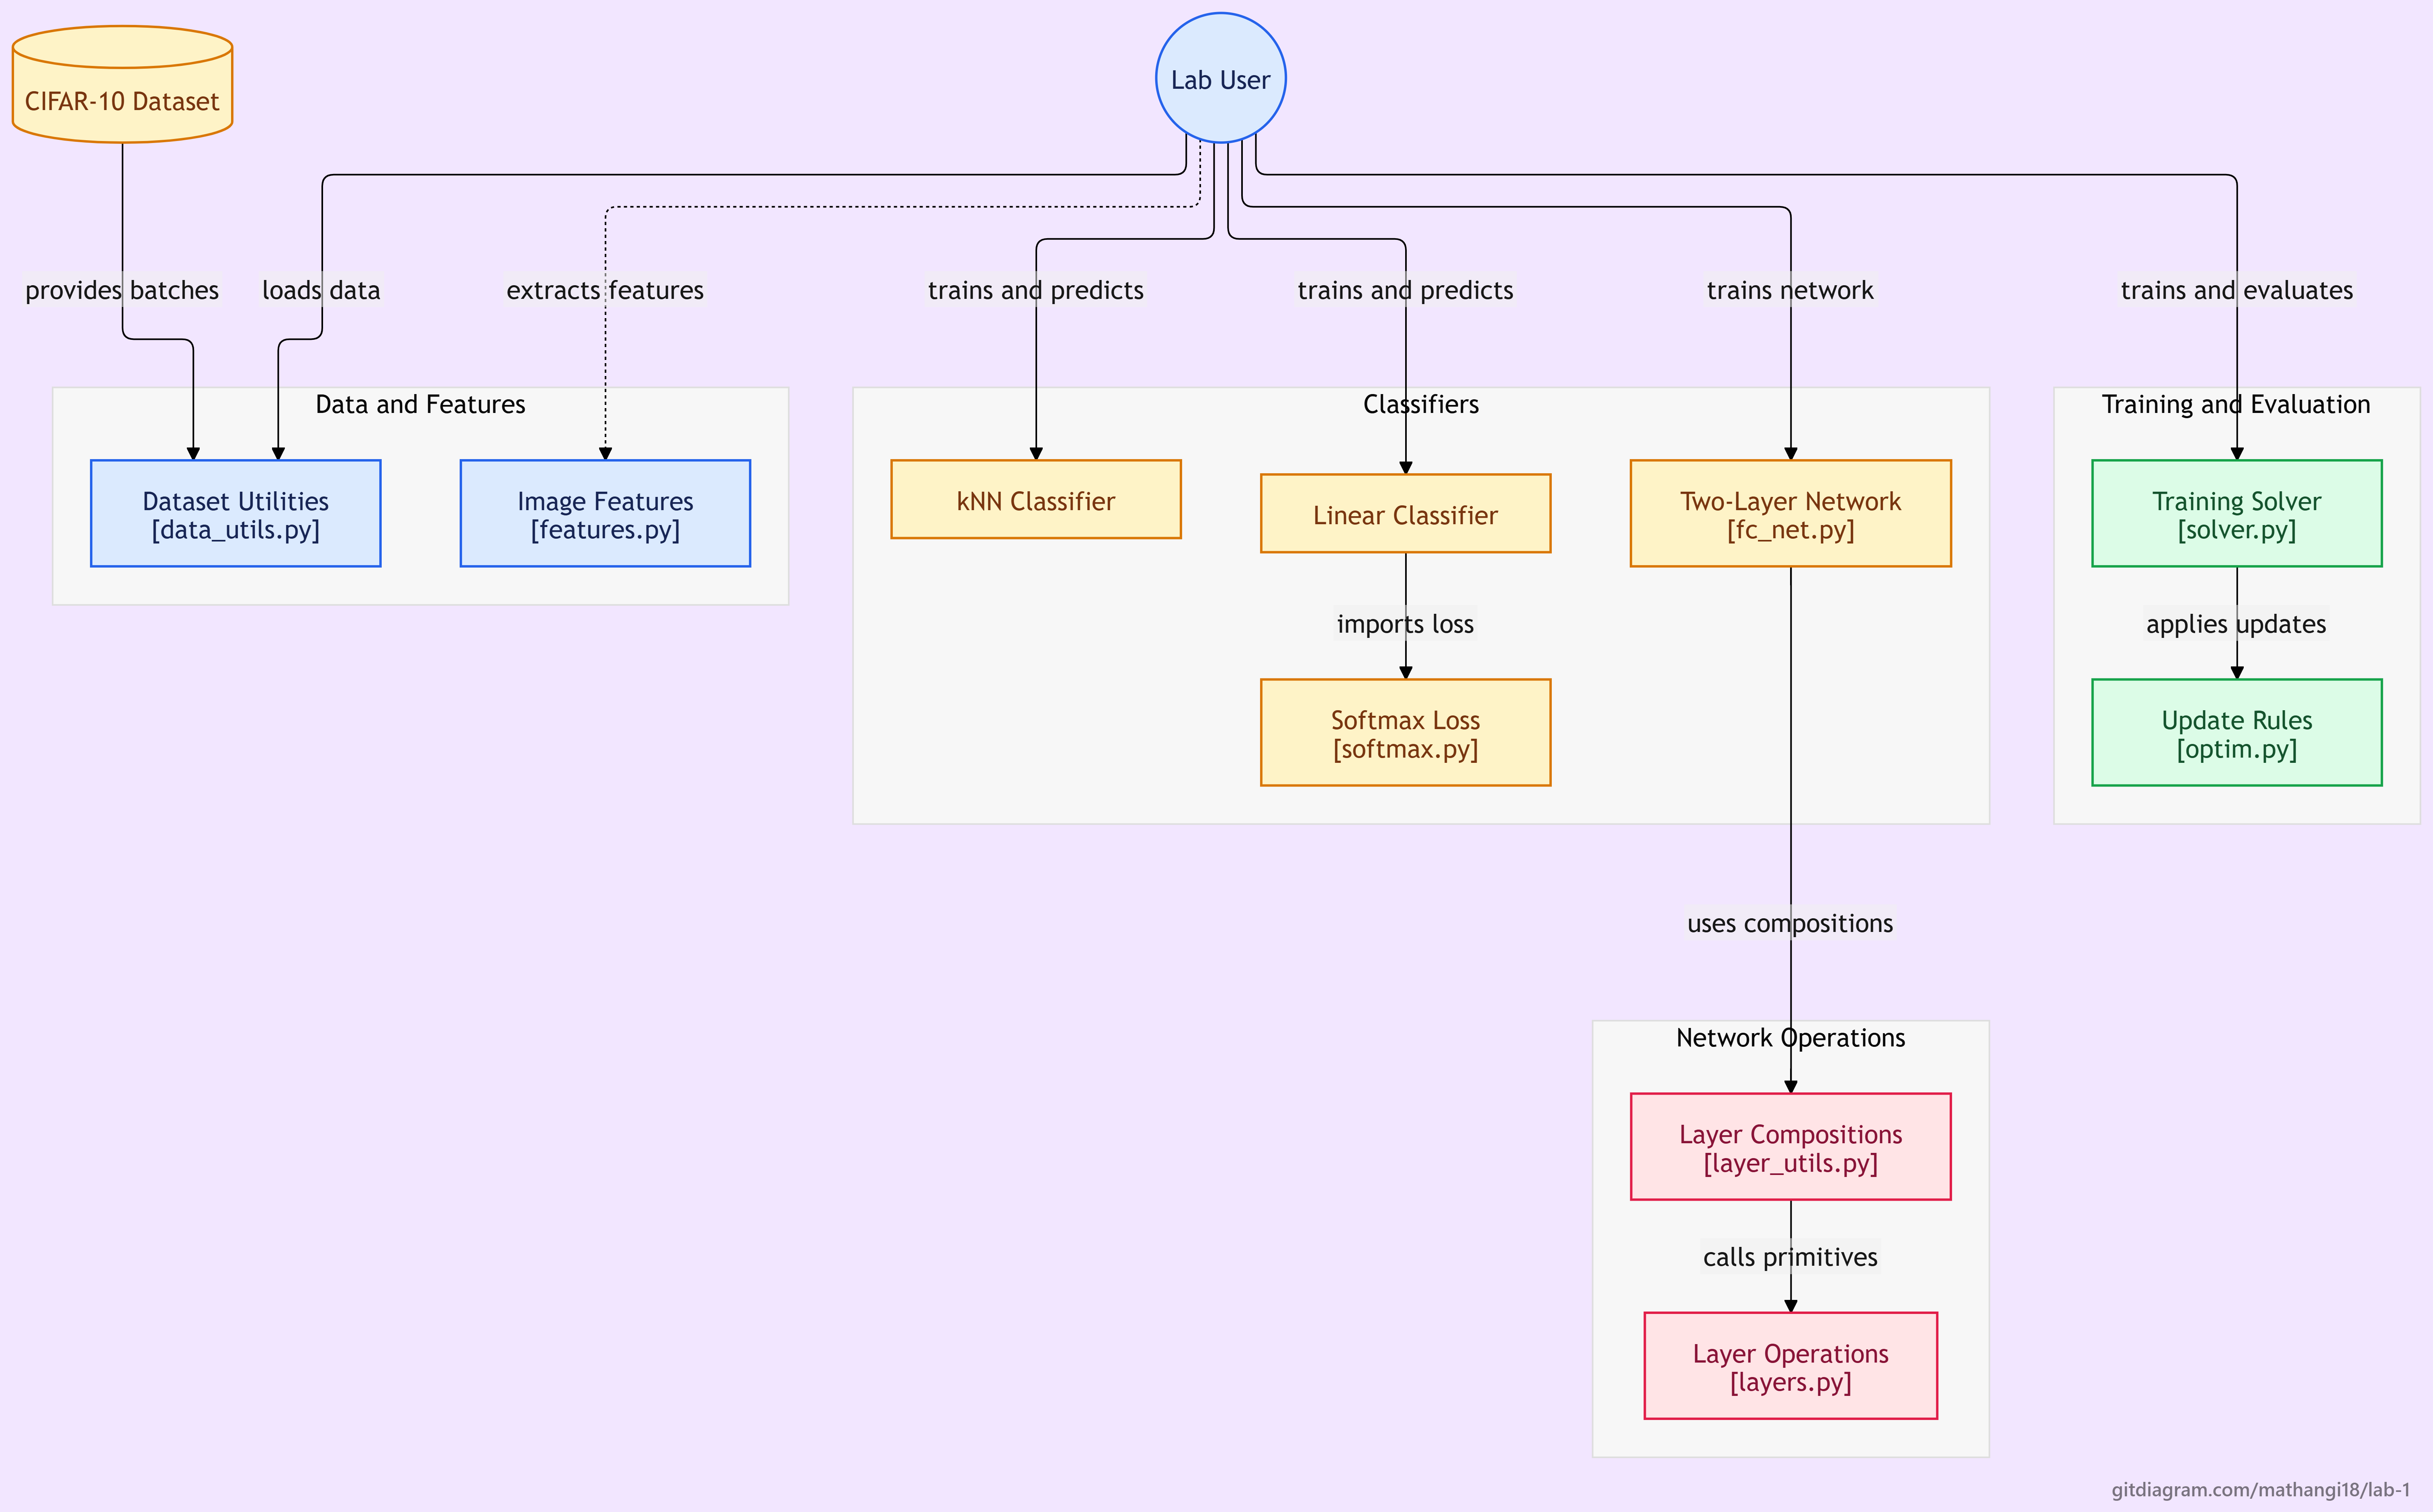 CIFAR-10 Dataset
Lab User
provides batches
loads data
extracts features
trains and predicts
trains and predicts
trains network
trains and evaluates
Data and Features
Dataset Utilities
[data_utils.py]
Image Features
[features.py]
Classifiers
kNN Classifier
Linear Classifier
Two-Layer Network
[fc_net.py]
imports loss
Softmax Loss
[softmax.py]
Training and Evaluation
Training Solver
[solver.py]
applies updates
Update Rules
[optim.py]
uses compositions
Network Operations
Layer Compositions
[layer_utils.py]
calls primitives
Layer Operations
[layers.py]
gitdiagram.com/mathangi18/lab-1